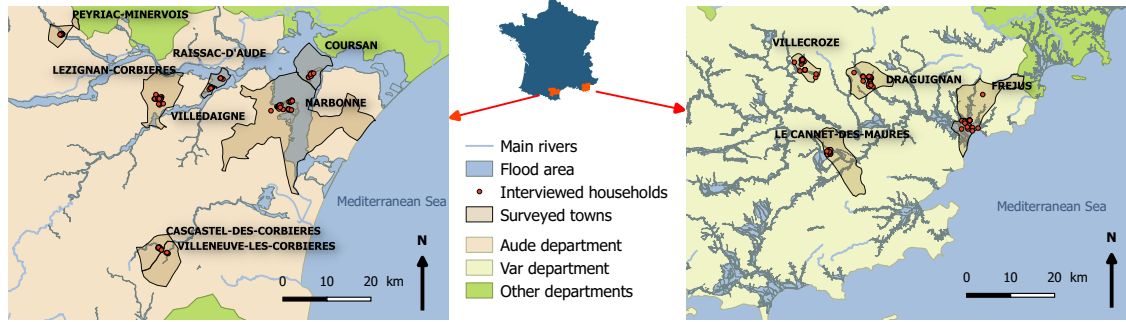 PEYRIAC-MINERVOIS
RAISSAC-D'AUDE
COURSAN
LEZIGNAN-CORBIERES
NARBONNE
VILLEDAIGNE
Mediterranean Sea
CASCASTEL-DES-CORBIERES
VILLENEUVE-LES-CORBIERES
N
0 10 20 km
Main rivers
Flood area
Interviewed households
Surveyed towns
Aude department
Var department
Other departments
VILLECROZE
DRAGUIGNAN
FREJUS
LE CANNET-DES-MAURES
Mediterranean Sea
N
0 10 20 km